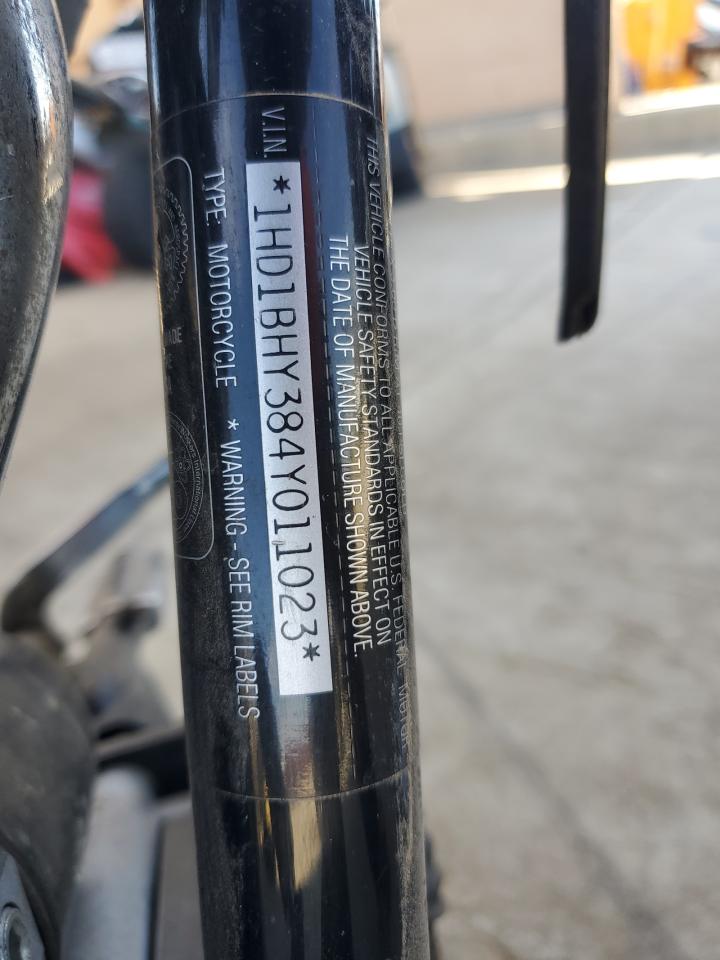 THIS VEHICLE CONFORMS TO ALL APPLICABLE U.S. FEDERAL MOTOR
VEHICLE SAFETY STANDARDS IN EFFECT ON
THE DATE OF MANUFACTURE SHOWN ABOVE.
V.I.N. *1HD1BHY384Y011023*
TYPE: MOTORCYCLE * WARNING - SEE RIM LABELS